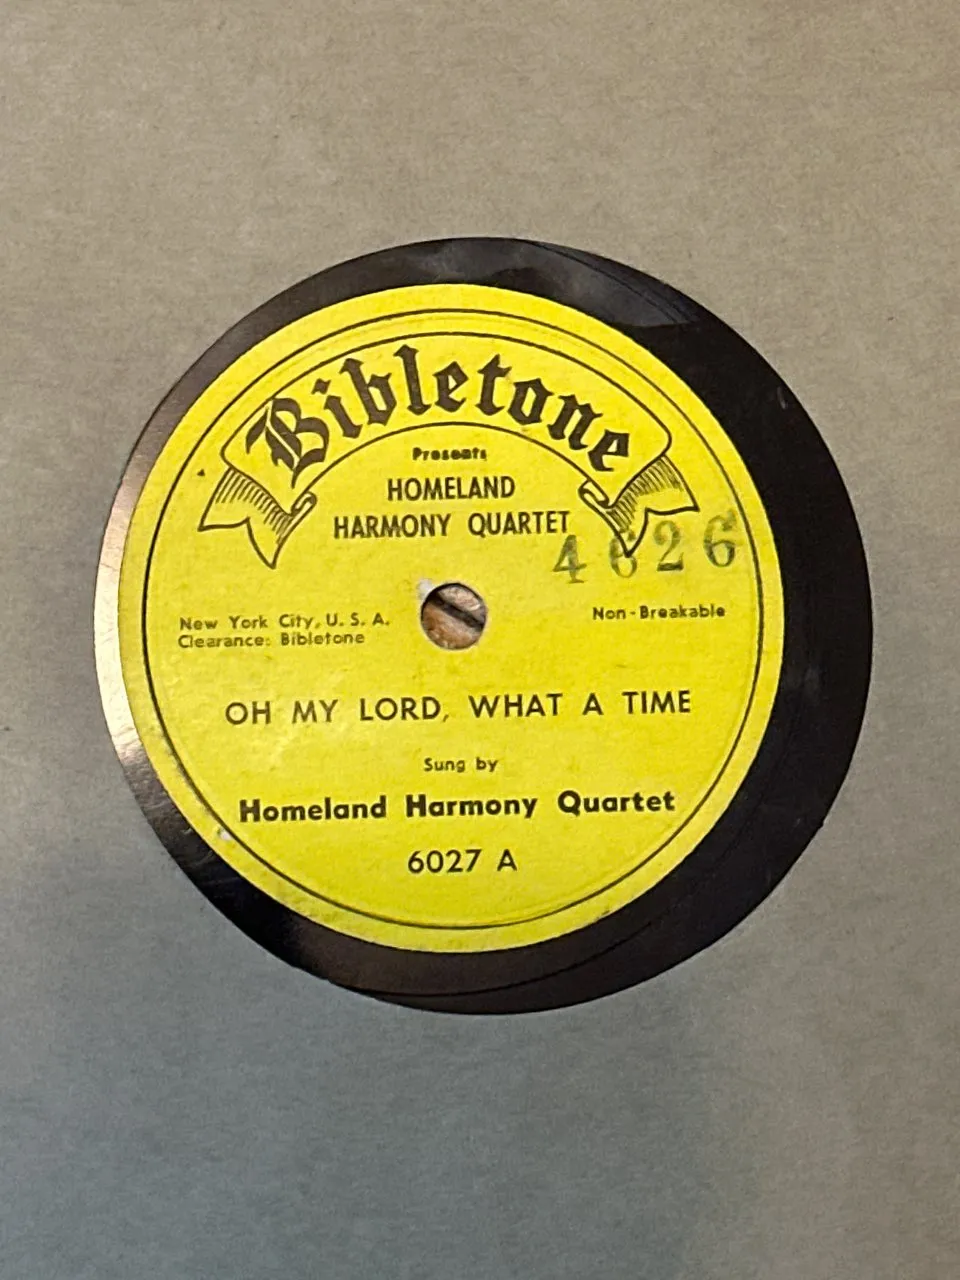 Bibletone
Presents
HOMELAND
HARMONY QUARTET
4626
New York City, U. S. A.
Clearance: Bibletone
Non-Breakable
OH MY LORD, WHAT A TIME
Sung by
Homeland Harmony Quartet
6027 A